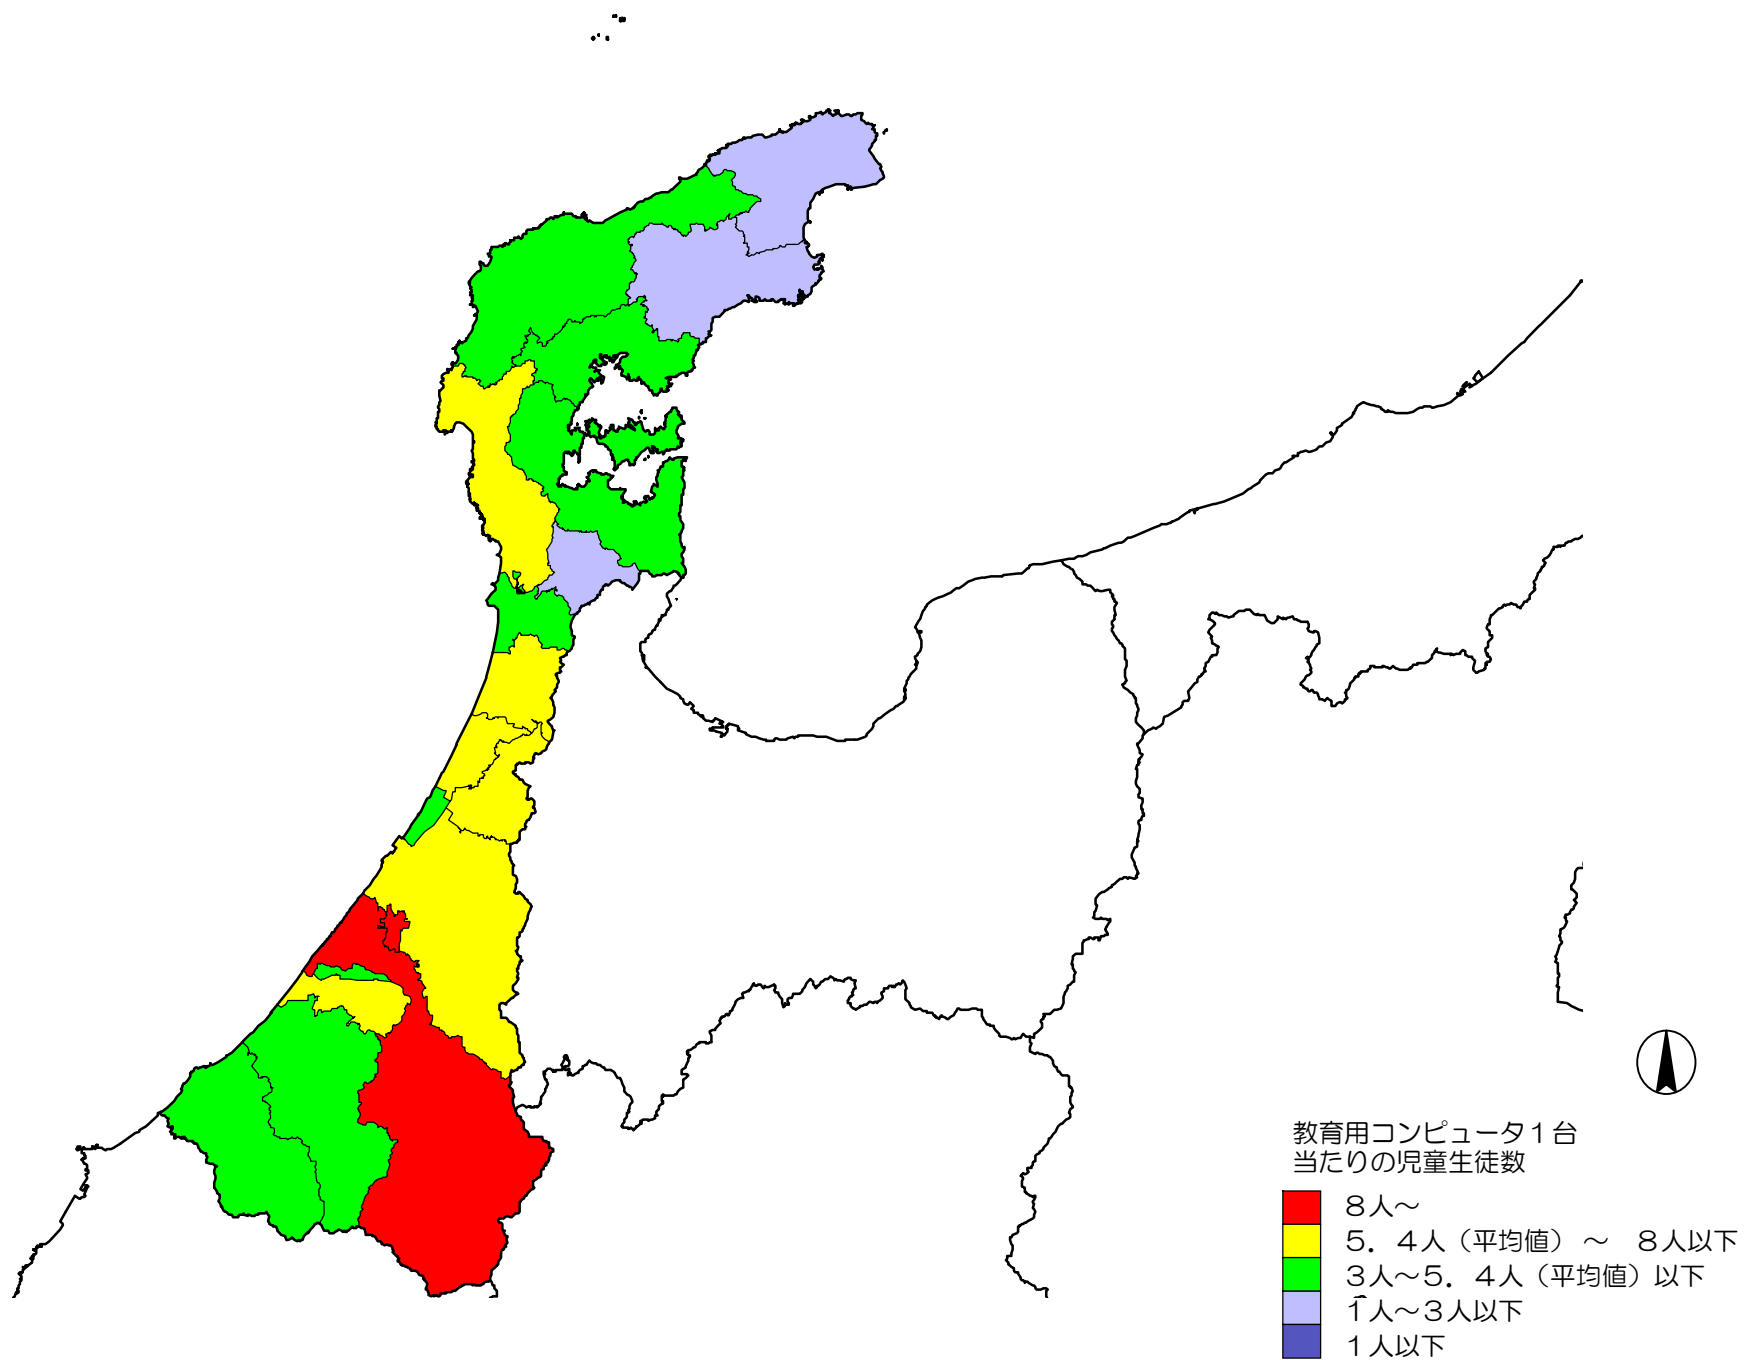 教育用コンピュータ１台
当たりの児童生徒数
８人～
５．４人（平均値）～　８人以下
３人～５．４人（平均値）以下
１人～３人以下
１人以下